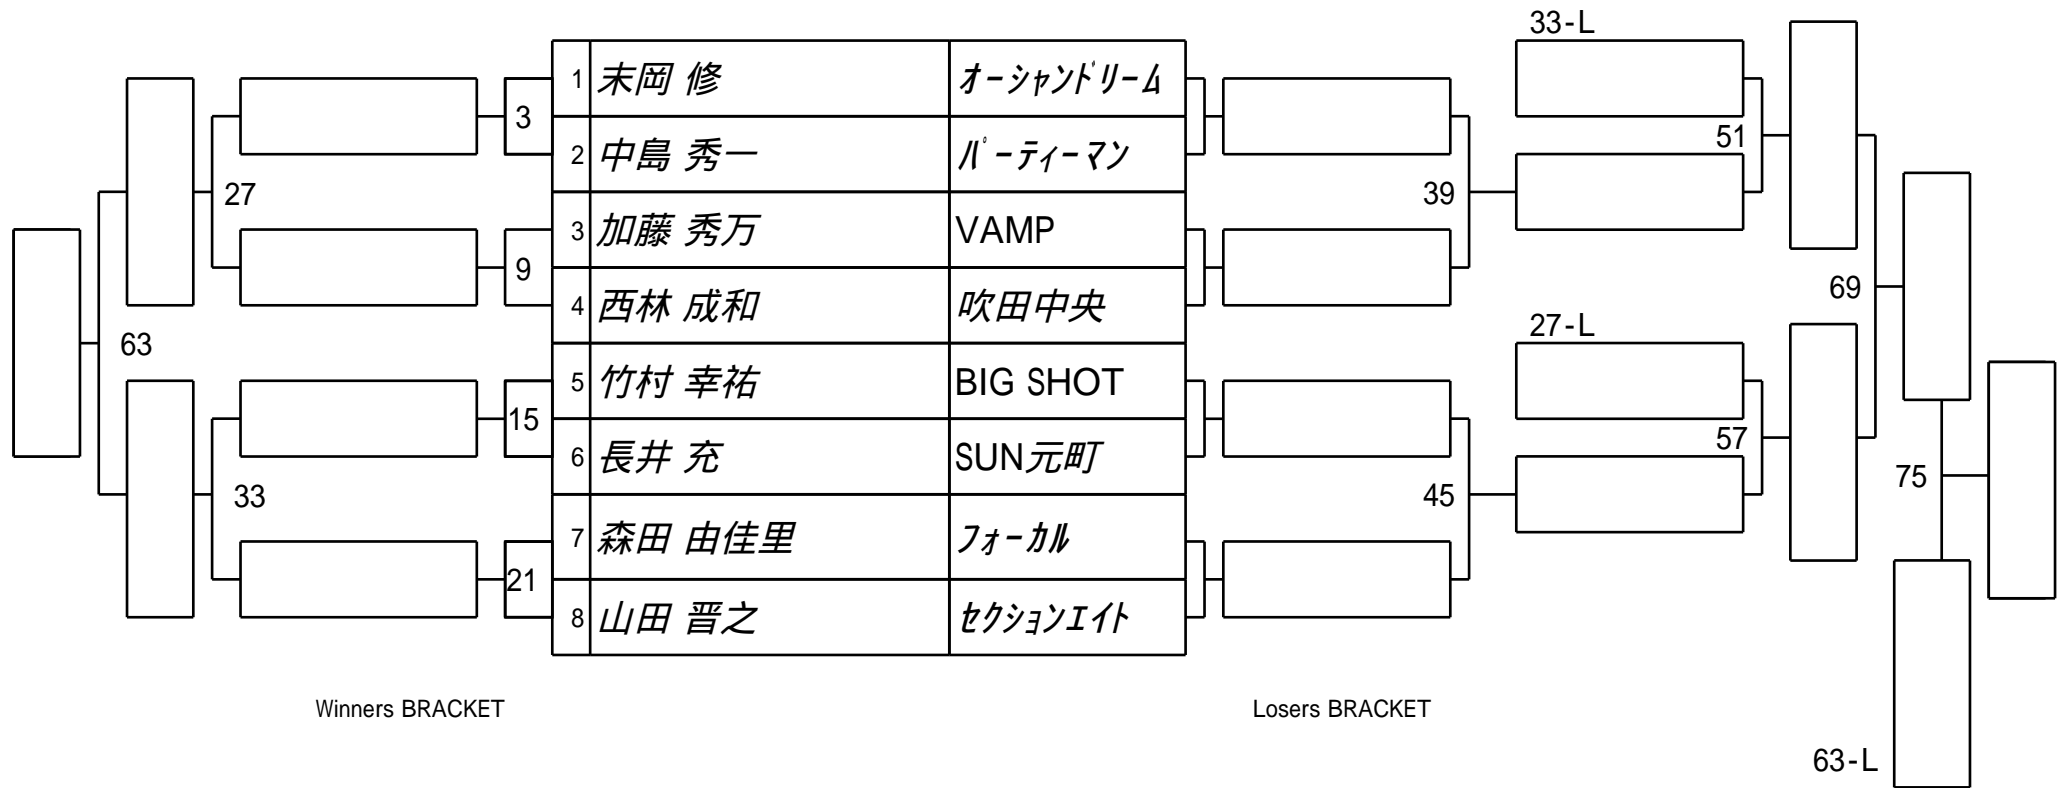 33-L
1 末岡 修 ｵｰｼｬﾝﾄﾞﾘｰﾑ
3
51
2 中島 秀一 ﾊﾟｰﾃｨｰﾏﾝ
27
39
3 加藤 秀万 VAMP
9
69
4 西林 成和 吹田中央
27-L
63
5 竹村 幸祐 BIG SHOT
15
57
6 長井 充 SUN元町
75
33
45
7 森田 由佳里 ﾌｫｰｶﾙ
21
8 山田 晋之 ｾｸｼｮﾝｴｲﾄ
Winners BRACKET
Losers BRACKET
63-L